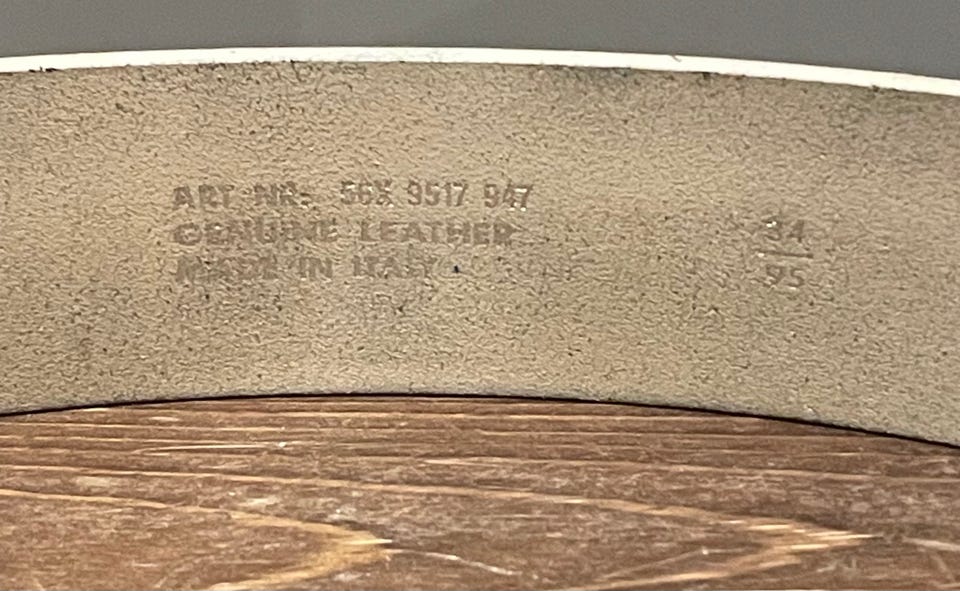 ART NR: 56X 9517 947
GENUINE LEATHER
MADE IN ITALY
34
95